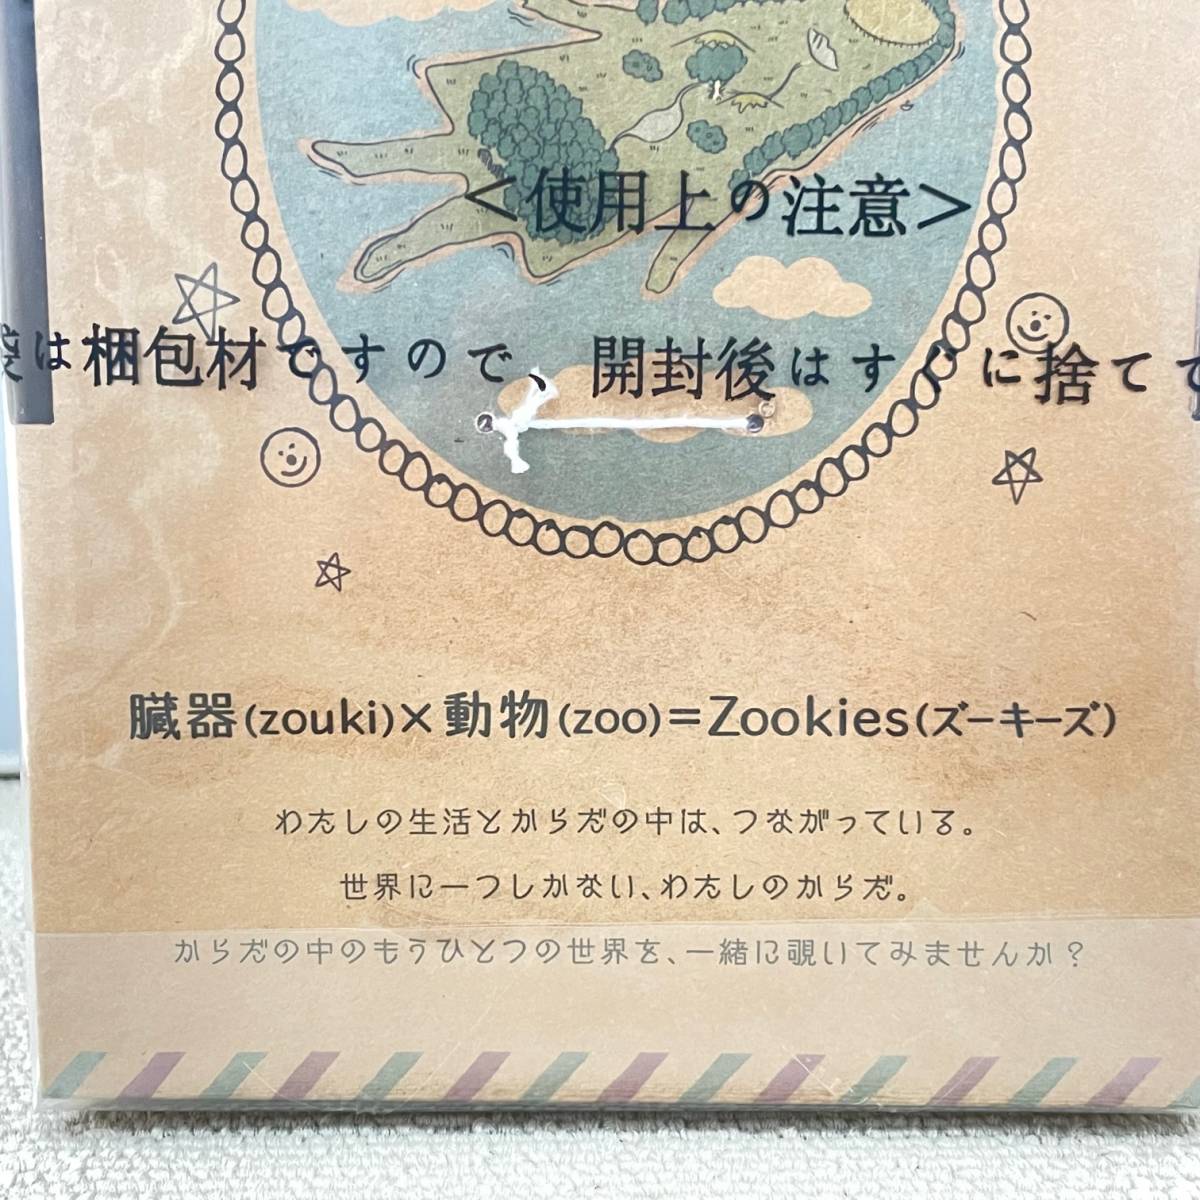 ＜使用上の注意＞
は梱包材ですので、開封後はすぐに捨てて
臓器(zouki)×動物(zoo)=Zookies(ズーキーズ)
わたしの生活とからだの中は、つながっている。
世界に一つしかない、わたしのからだ。
からだの中のもうひとつの世界を、一緒に覗いてみませんか？